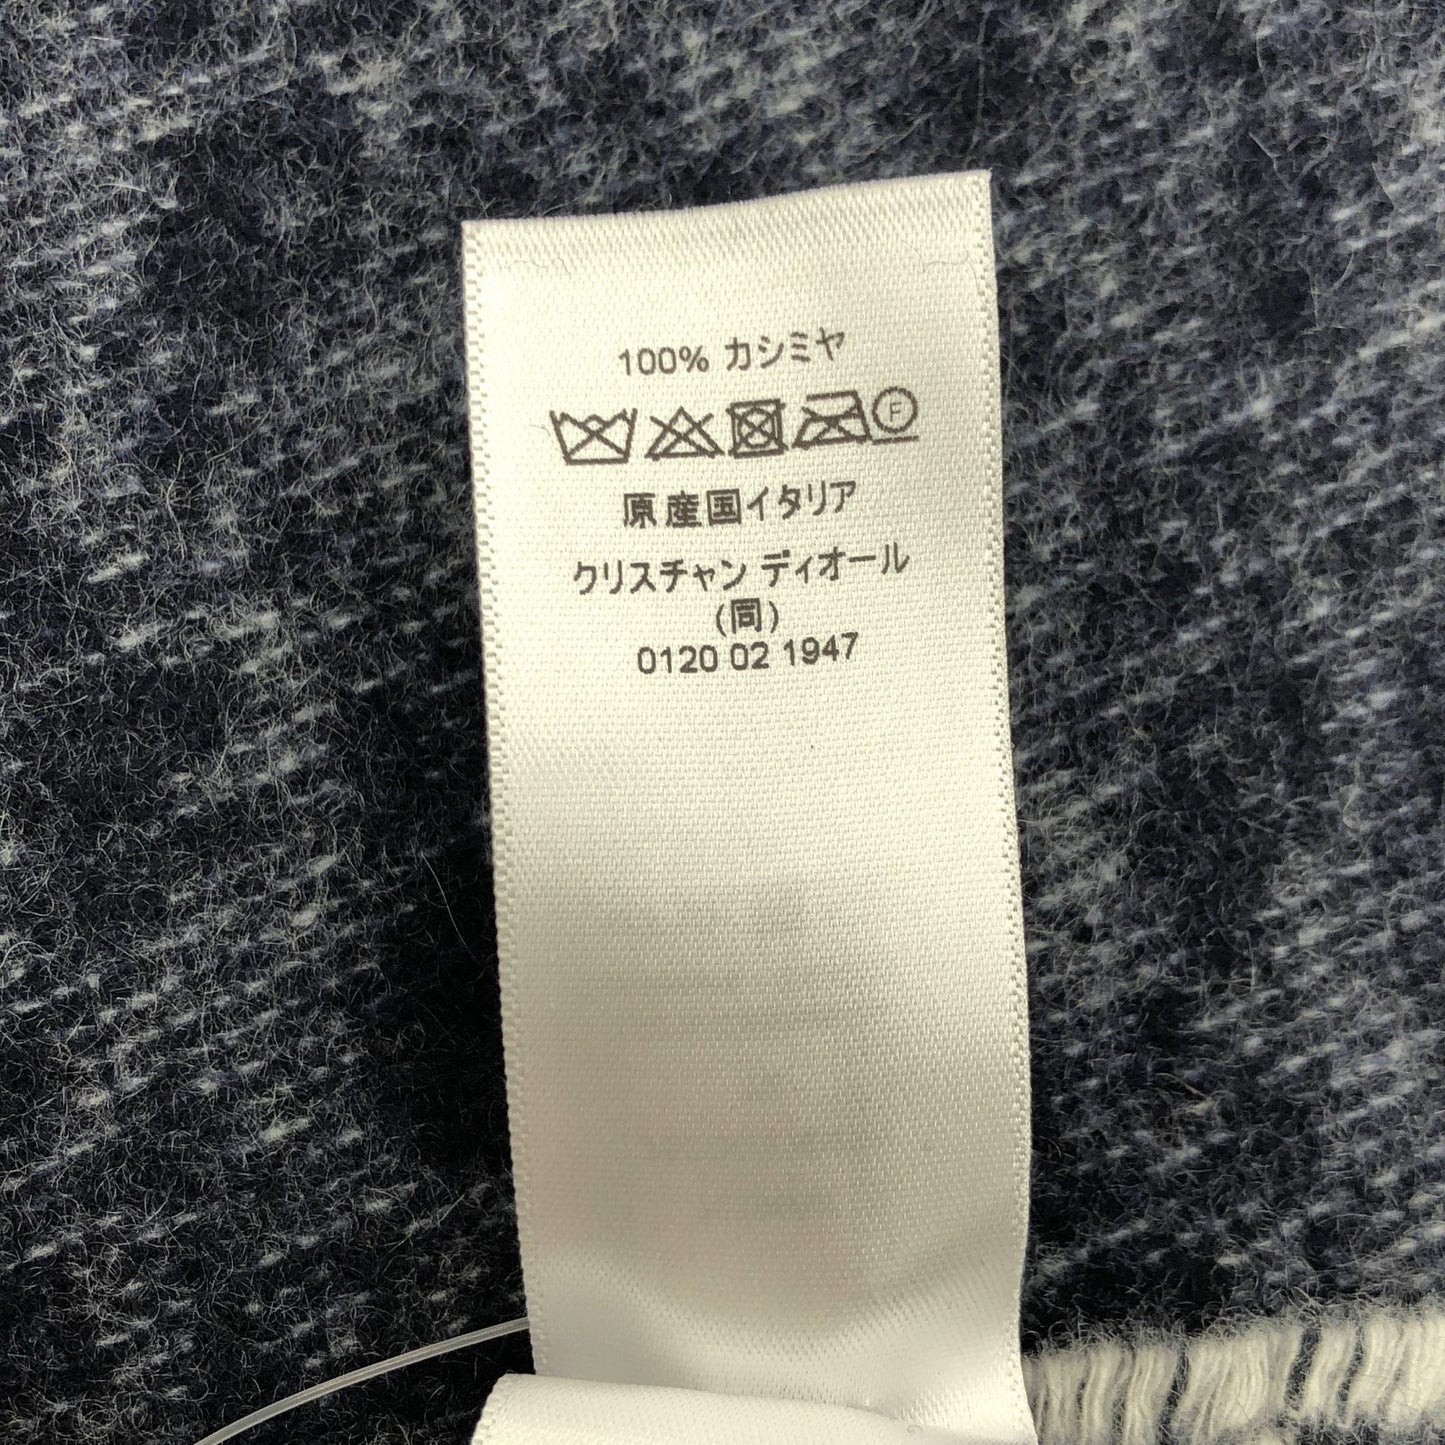 100% カシミヤ
F
原産国イタリア
クリスチャン ディオール
(同)
0120 02 1947